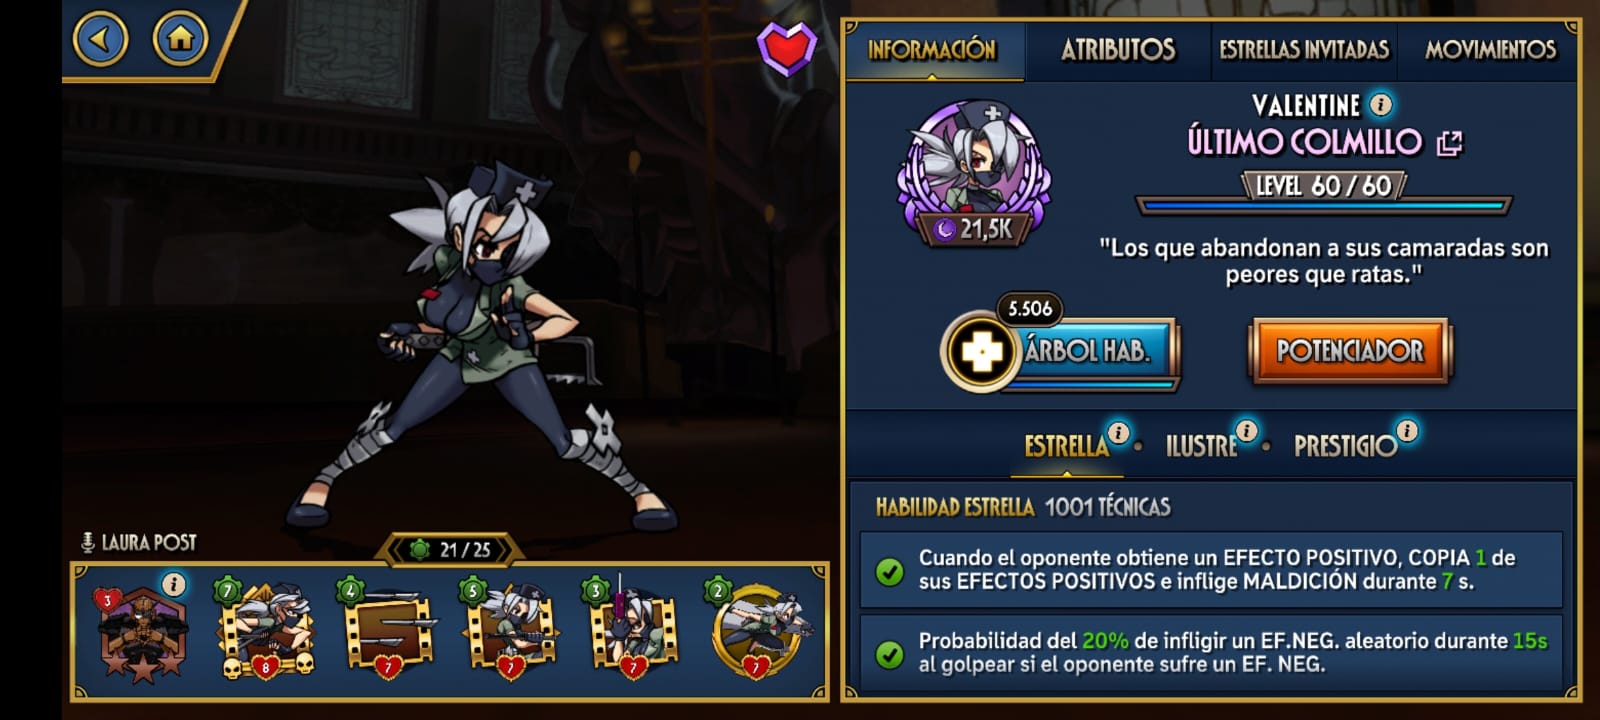 INFORMACIÓN
ATRIBUTOS
ESTRELLAS INVITADAS
MOVIMIENTOS
VALENTINE i
ÚLTIMO COLMILLO
LEVEL 60 / 60
21,5K
"Los que abandonan a sus camaradas son
peores que ratas."
5.506
ÁRBOL HAB.
POTENCIADOR
ESTRELLA i
ILUSTRE i
PRESTIGIO i
HABILIDAD ESTRELLA 1001 TÉCNICAS
Cuando el oponente obtiene un EFECTO POSITIVO, COPIA 1 de
sus EFECTOS POSITIVOS e inflige MALDICIÓN durante 7 s.
Probabilidad del 20% de infligir un EF.NEG. aleatorio durante 15s
al golpear si el oponente sufre un EF. NEG.
LAURA POST
21 / 25
3 i 7 4 5 3 2
8 7 7 7 7